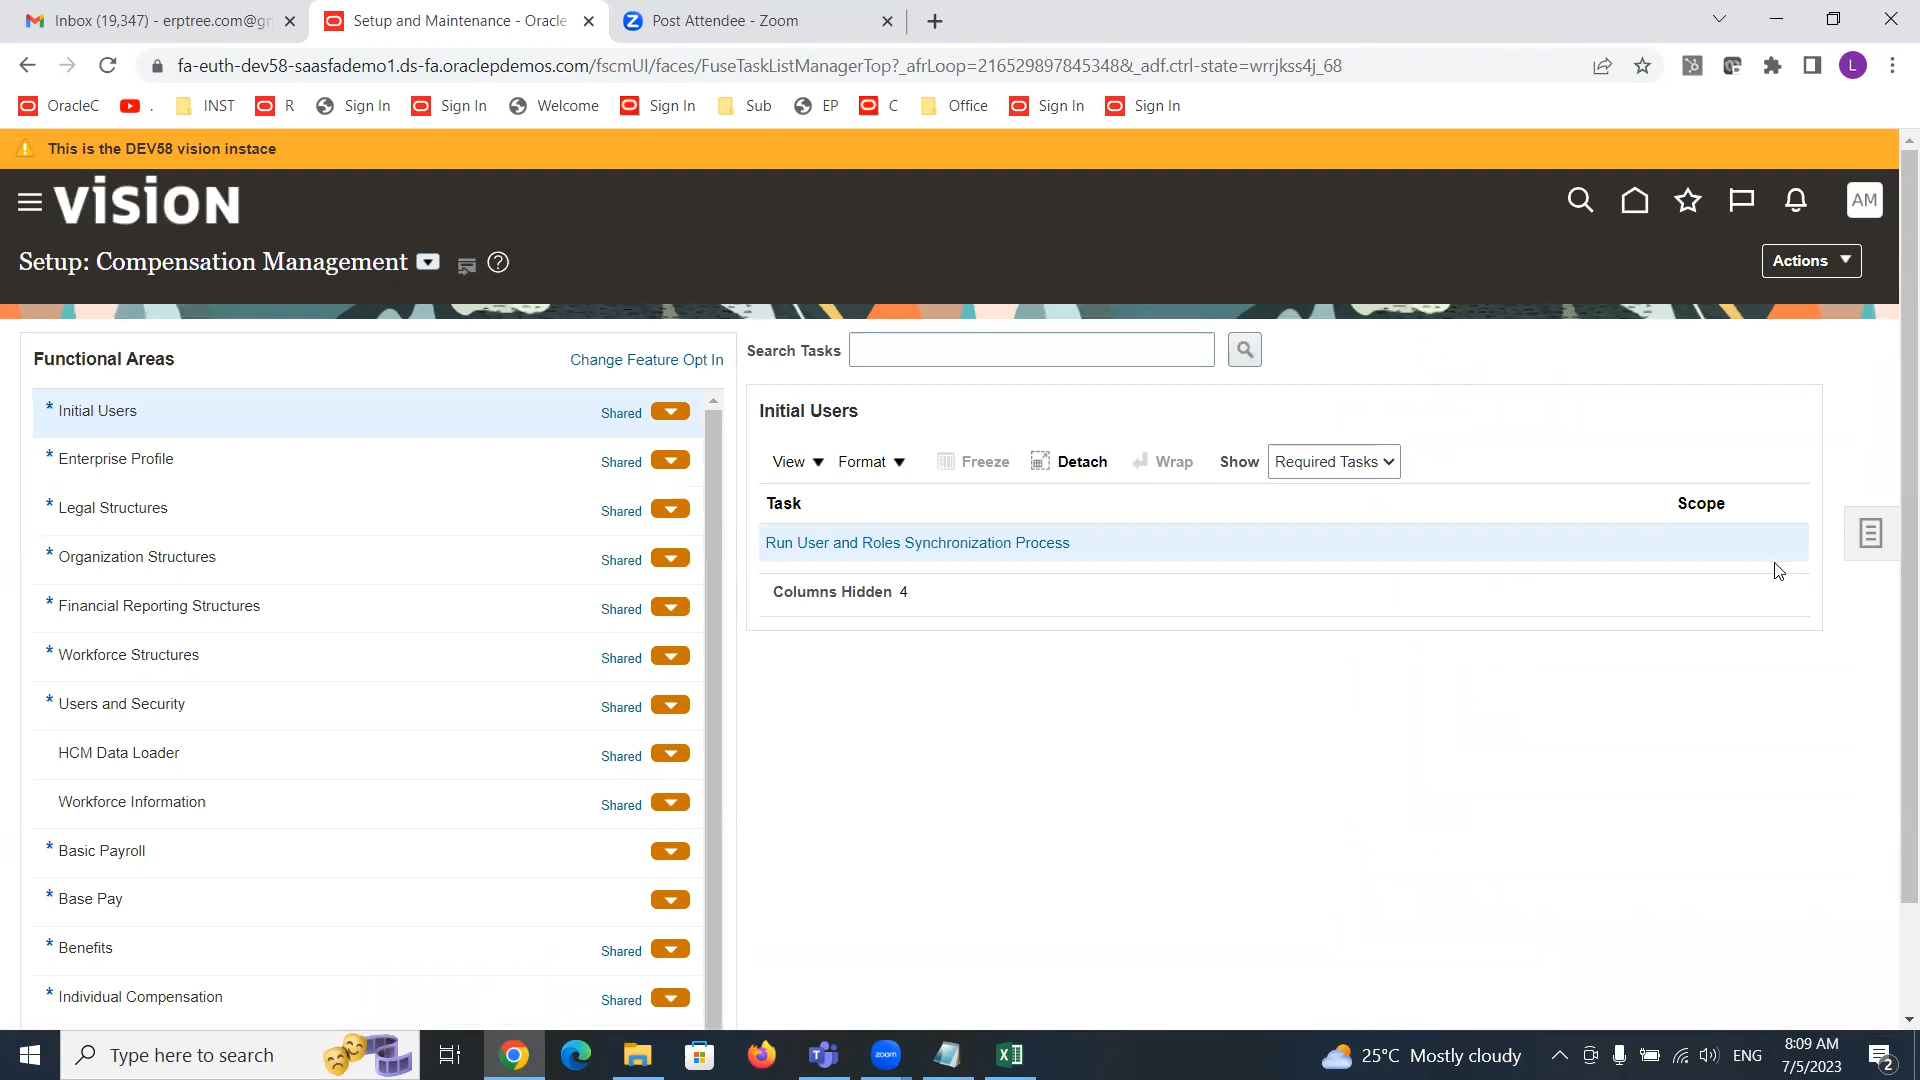 Inbox (19,347) - erptree.com@gm
Setup and Maintenance - Oracle
Post Attendee - Zoom
fa-euth-dev58-saasfademo1.ds-fa.oraclepdemos.com/fscmUI/faces/FuseTaskListManagerTop?_afrLoop=216529897845348&_adf.ctrl-state=wrrjkss4j_68
L
OracleC . INST R Sign In Sign In Welcome Sign In Sub EP C Office Sign In Sign In
This is the DEV58 vision instace
vision
AM
Setup: Compensation Management
Actions
Functional Areas
Change Feature Opt In
Search Tasks
* Initial Users Shared
* Enterprise Profile Shared
* Legal Structures Shared
* Organization Structures Shared
* Financial Reporting Structures Shared
* Workforce Structures Shared
* Users and Security Shared
HCM Data Loader Shared
Workforce Information Shared
* Basic Payroll
* Base Pay
* Benefits Shared
* Individual Compensation Shared
Initial Users
View Format Freeze Detach Wrap Show Required Tasks
Task Scope
Run User and Roles Synchronization Process
Columns Hidden 4
Type here to search
zoom
25°C Mostly cloudy
ENG
8:09 AM
7/5/2023
2